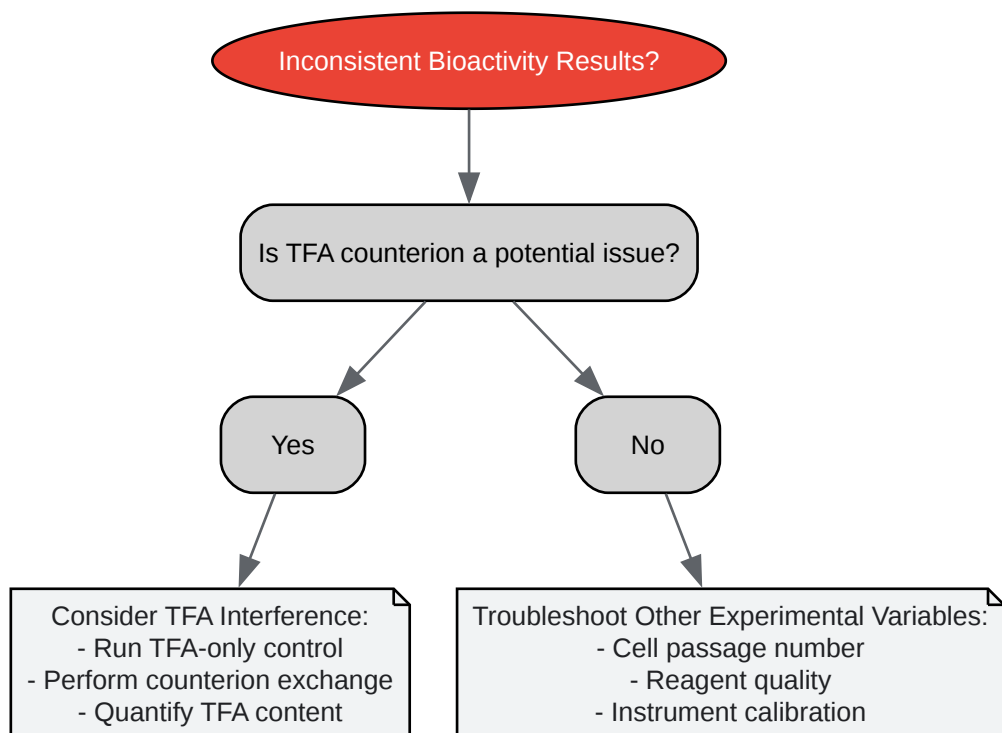 Inconsistent Bioactivity Results?
Is TFA counterion a potential issue?
Yes
No
Consider TFA Interference:
- Run TFA-only control
- Perform counterion exchange
- Quantify TFA content
Troubleshoot Other Experimental Variables:
- Cell passage number
- Reagent quality
- Instrument calibration